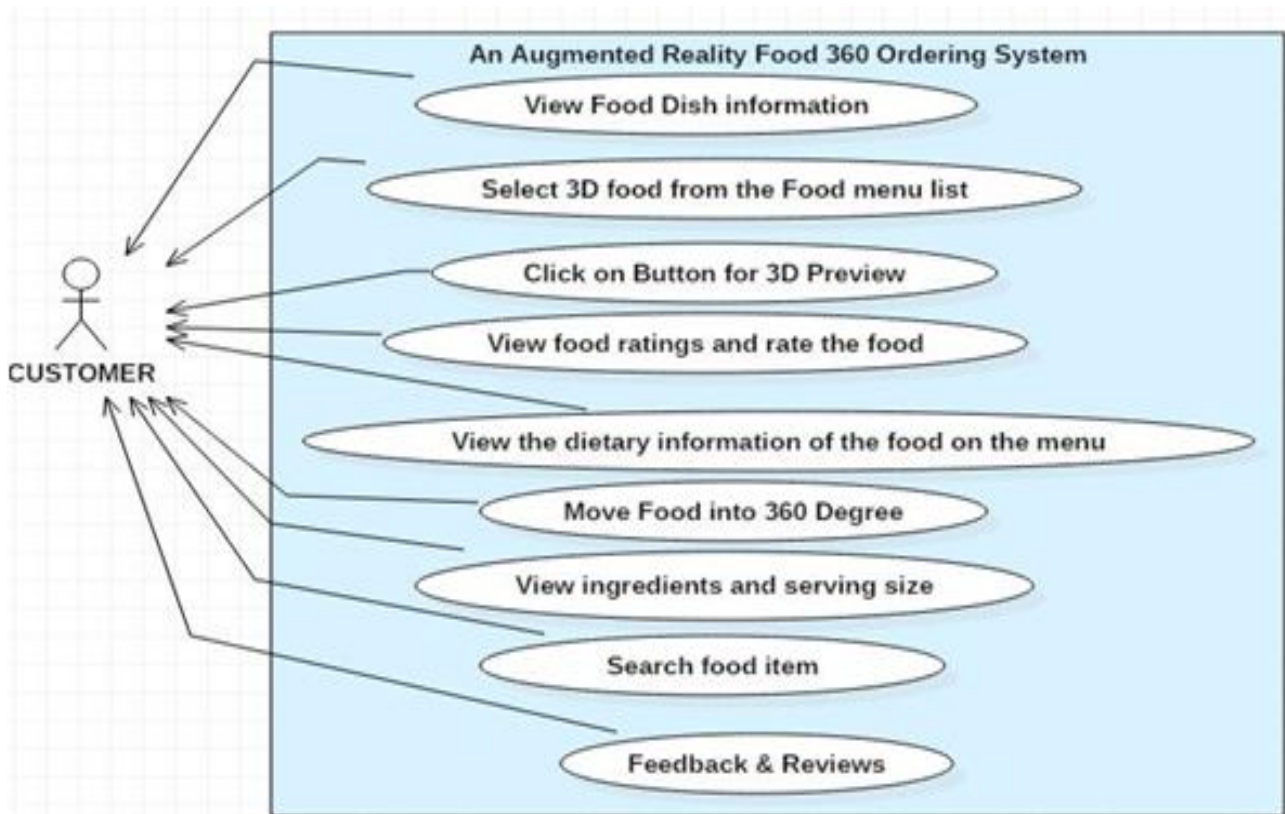 An Augmented Reality Food 360 Ordering System
View Food Dish information
Select 3D food from the Food menu list
Click on Button for 3D Preview
View food ratings and rate the food
CUSTOMER
View the dietary information of the food on the menu
Move Food into 360 Degree
View ingredients and serving size
Search food item
Feedback & Reviews